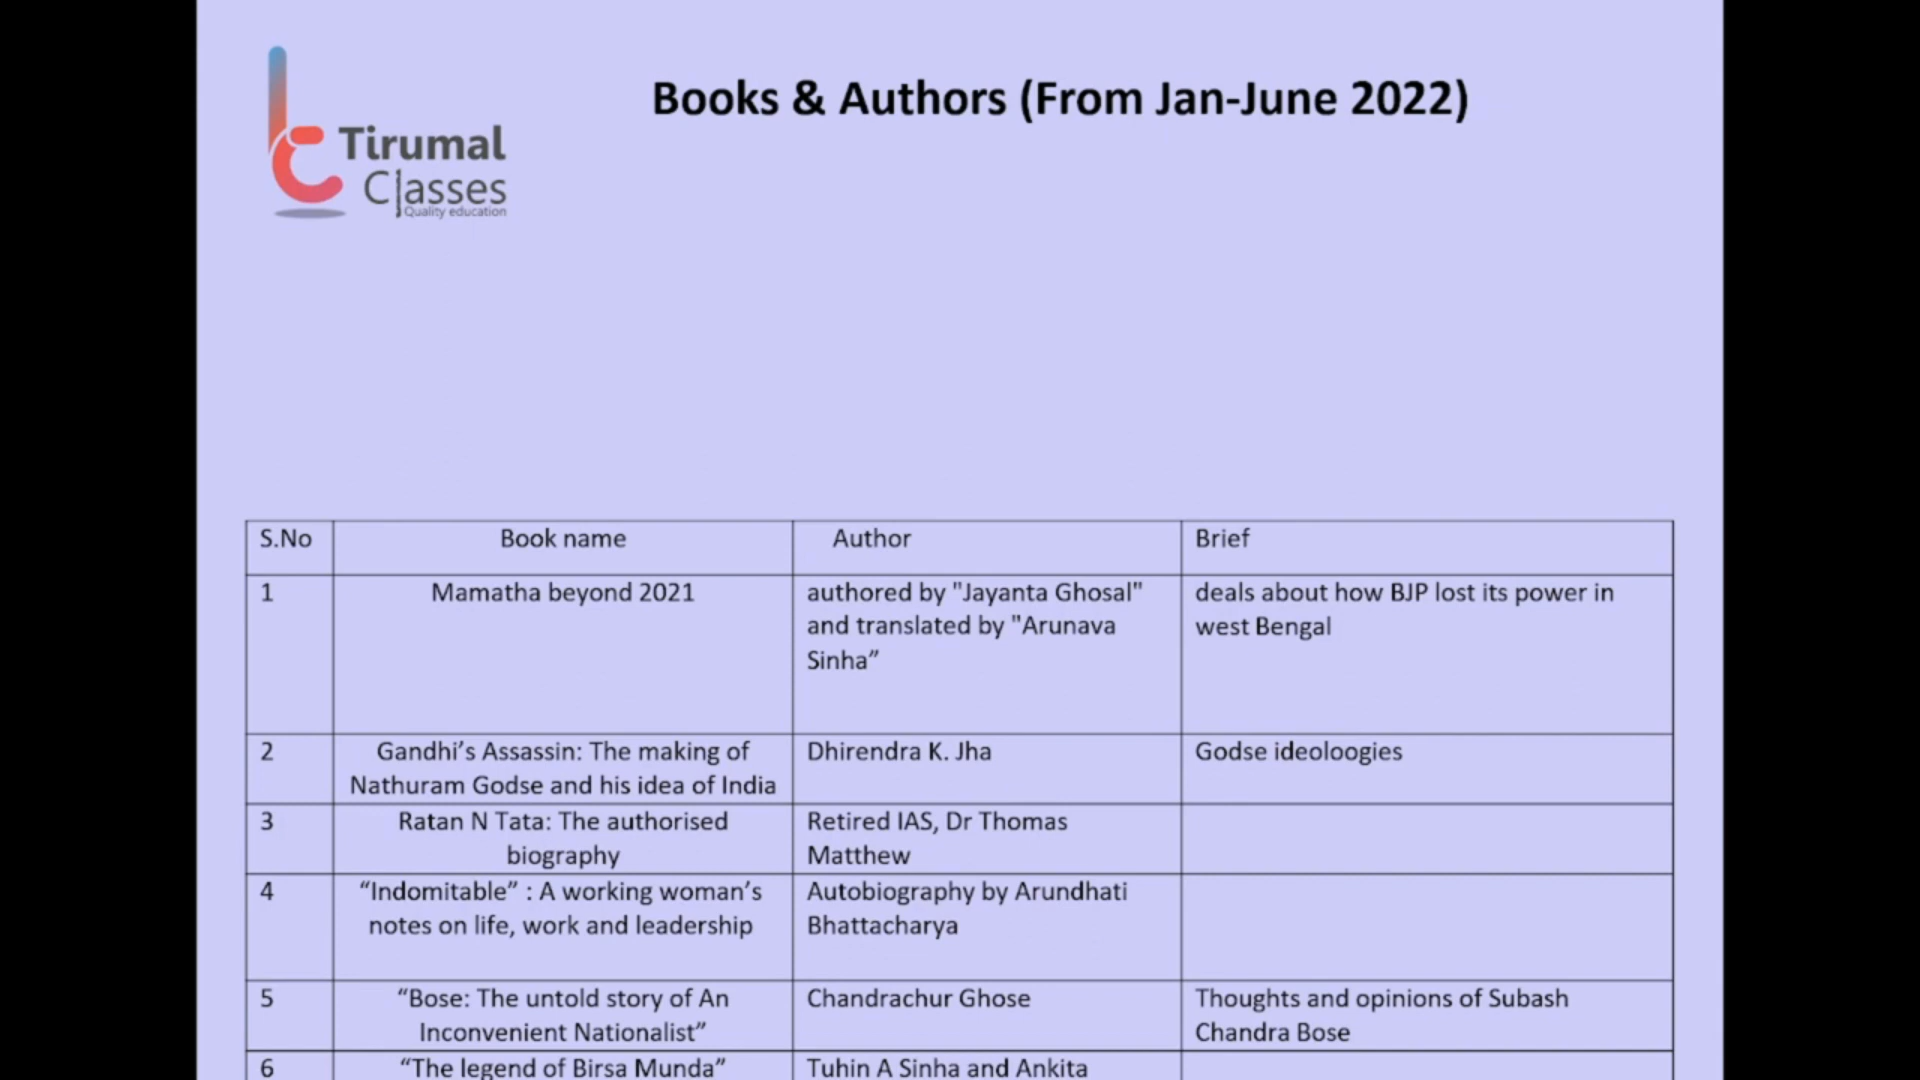 Books & Authors (From Jan-June 2022)
Tirumal
Classes
Quality education
S.No Book name Author Brief
1 Mamatha beyond 2021 authored by "Jayanta Ghosal" deals about how BJP lost its power in
and translated by "Arunava west Bengal
Sinha”
2 Gandhi’s Assassin: The making of Dhirendra K. Jha Godse ideoloogies
Nathuram Godse and his idea of India
3 Ratan N Tata: The authorised Retired IAS, Dr Thomas
biography Matthew
4 “Indomitable” : A working woman’s Autobiography by Arundhati
notes on life, work and leadership Bhattacharya
5 “Bose: The untold story of An Chandrachur Ghose Thoughts and opinions of Subash
Inconvenient Nationalist” Chandra Bose
6 “The legend of Birsa Munda” Tuhin A Sinha and Ankita